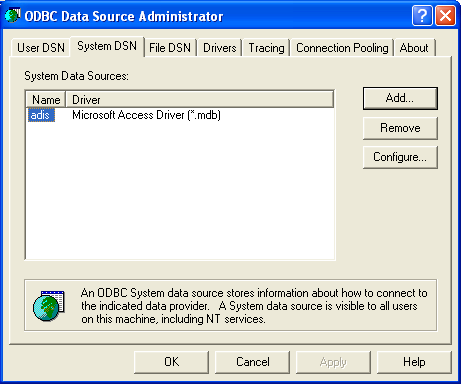 ODBC Data Source Administrator
User DSN System DSN File DSN Drivers Tracing Connection Pooling About
System Data Sources:
Name Driver
adis Microsoft Access Driver (*.mdb)
Add...
Remove
Configure...
An ODBC System data source stores information about how to connect to
the indicated data provider. A System data source is visible to all users
on this machine, including NT services.
OK Cancel Apply Help